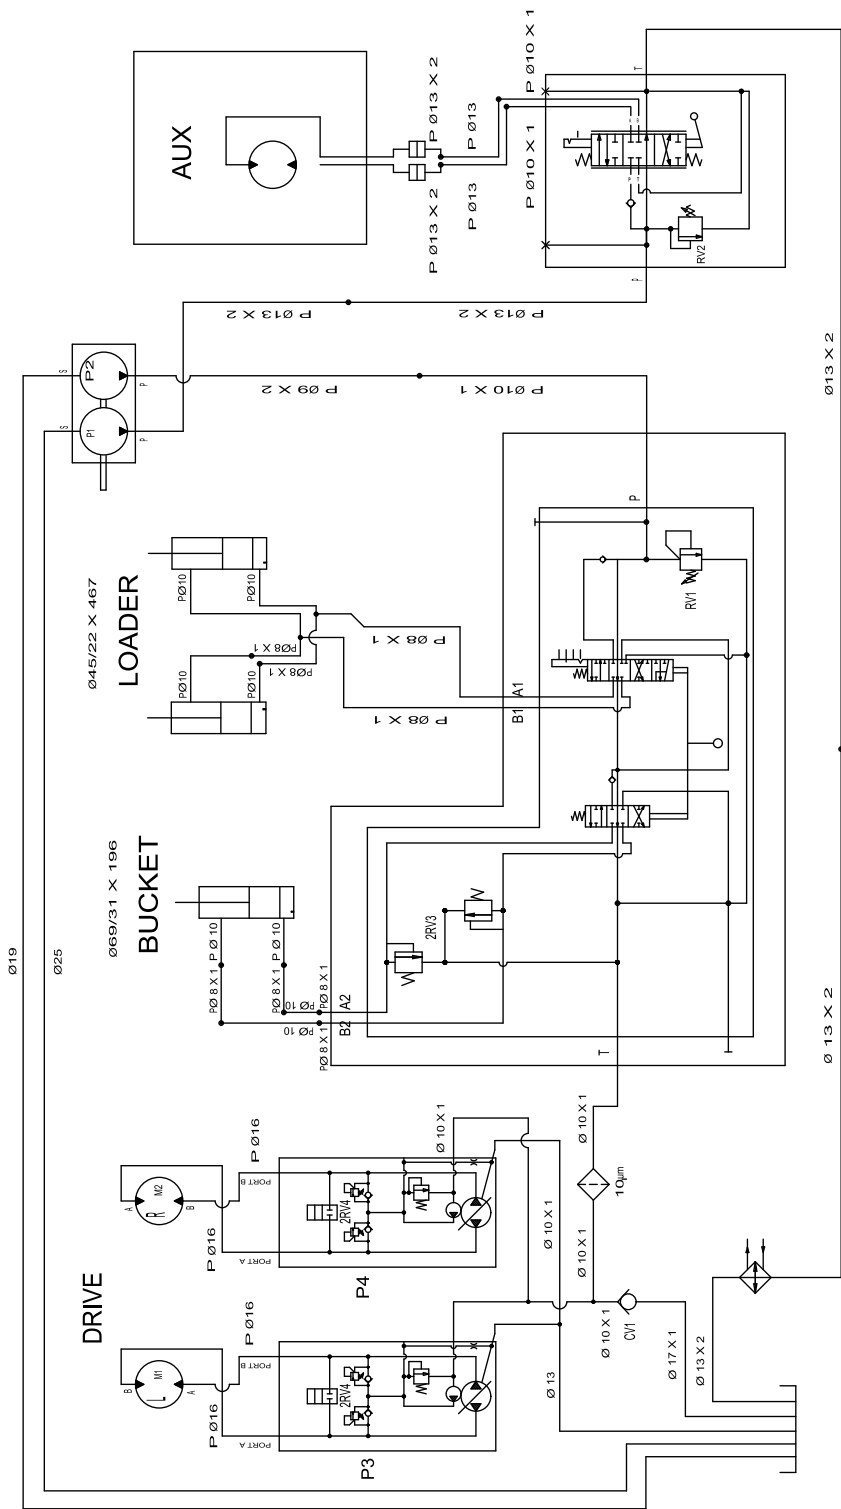 AUX
P Ø13 X 2
P Ø13
P Ø13 X 2
P Ø13
P Ø10 X 1
P Ø10 X 1
T
A
B
P
T
RV2
P
P Ø13 X 2
P Ø13 X 2
Ø13 X 2
S
P2
P
P Ø9 X 2
P Ø10 X 1
S
P1
P
Ø45/22 X 467
LOADER
PØ10
PØ10
PØ10
PØ10
PØ8 X 1
PØ8 X 1
P Ø8 X 1
P Ø8 X 1
B1
A1
P
RV1
Ø69/31 X 196
BUCKET
PØ 8 X 1
P Ø 10
PØ 8 X 1
P Ø 10
PØ 10
PØ 8 X 1
A2
PØ 10
PØ 8 X 1
B2
2RV3
T
Ø19
Ø25
Ø 13 X 2
DRIVE
A
R
M2
B
P Ø16
P Ø16
PORT B
PORT A
2RV4
P4
Ø 10 X 1
Ø 10 X 1
10µm
Ø 10 X 1
Ø 10 X 1
B
L
M1
A
P Ø16
P Ø16
PORT B
PORT A
2RV4
P3
Ø 13
Ø 10 X 1
CV1
Ø 17 X 1
Ø 13 X 2